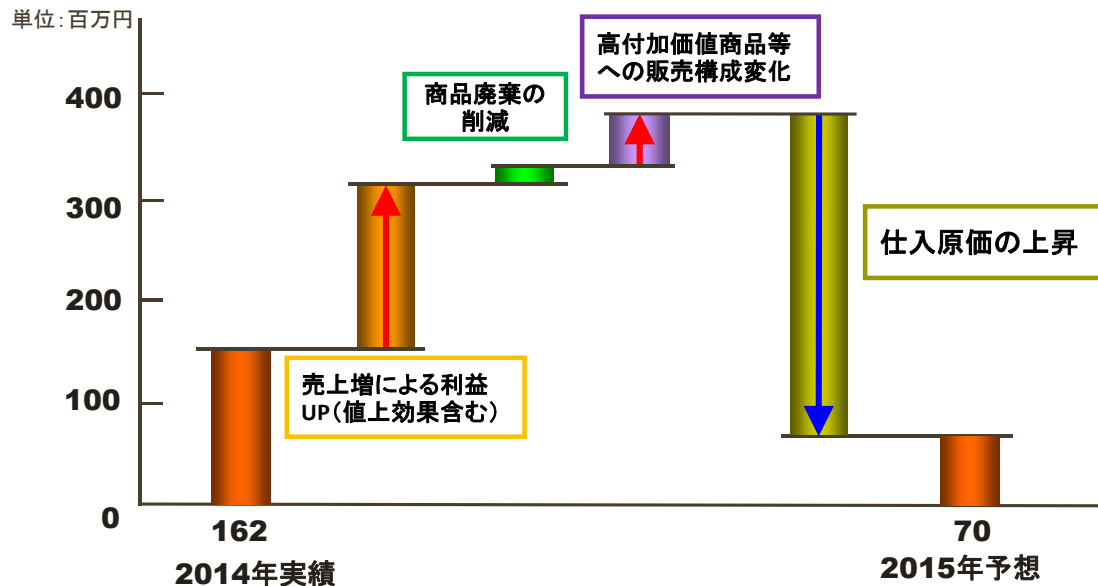 単位：百万円
高付加価値商品等
への販売構成変化
商品廃棄の
削減
400
300
仕入原価の上昇
200
100
売上増による利益
UP（値上効果含む）
0
162
70
2014年実績
2015年予想